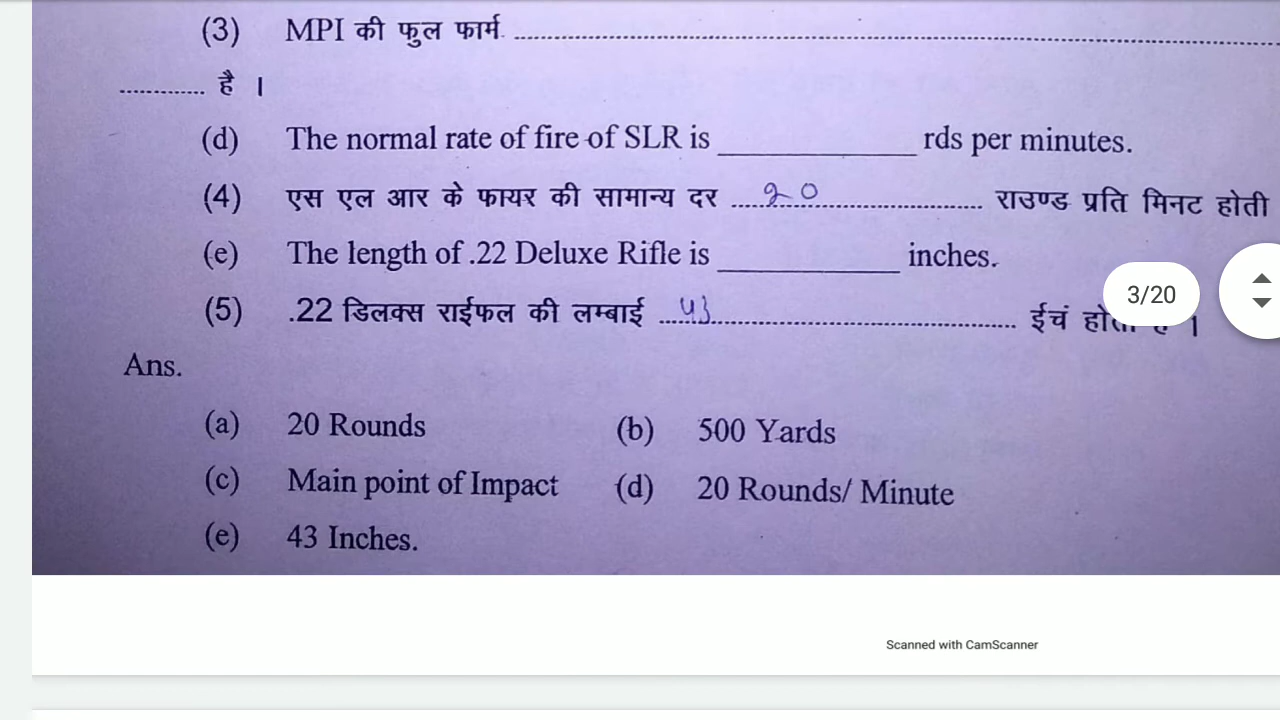 (3) MPI की फुल फार्म ..............................
............. है ।
(d) The normal rate of fire of SLR is ____________ rds per minutes.
(4) एस एल आर के फायर की सामान्य दर ....20.................... राउण्ड प्रति मिनट होती
(e) The length of .22 Deluxe Rifle is ___________ inches.
3/20
(5) .22 डिलक्स राईफल की लम्बाई ....43.............................. ईचं
Ans.
(a) 20 Rounds (b) 500 Yards
(c) Main point of Impact (d) 20 Rounds/ Minute
(e) 43 Inches.
Scanned with CamScanner